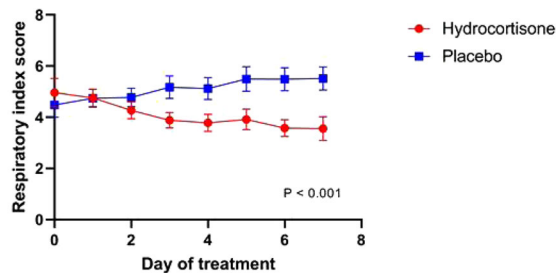 8
Hydrocortisone
Placebo
6
4
2
0
Respiratory index score
P < 0.001
0 2 4 6 8
Day of treatment